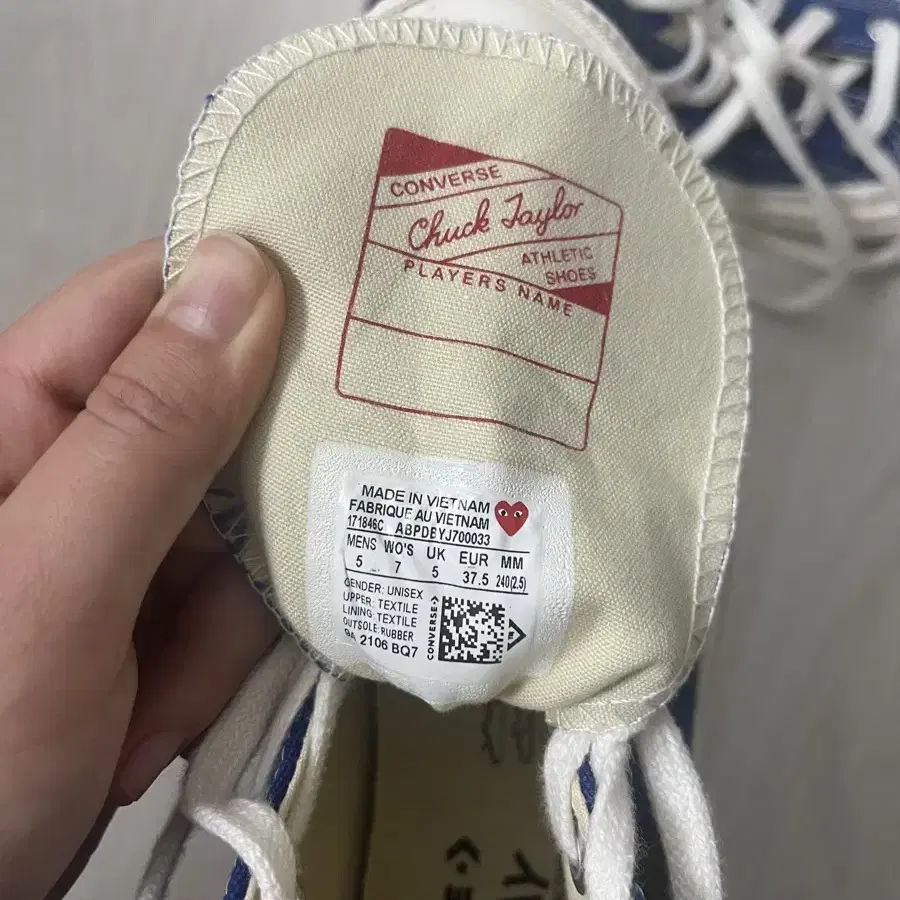 CONVERSE
Chuck Taylor
ATHLETIC
SHOES
PLAYERS NAME
MADE IN VIETNAM
FABRIQUE AU VIETNAM
171846C ABPDBYJ700033
MENS WO'S UK EUR MM
5 7 5 37.5 240(2.5)
GENDER: UNISEX
UPPER: TEXTILE
LINING: TEXTILE
OUTSOLE: RUBBER
9A 2106 BQ7
CONVERSE